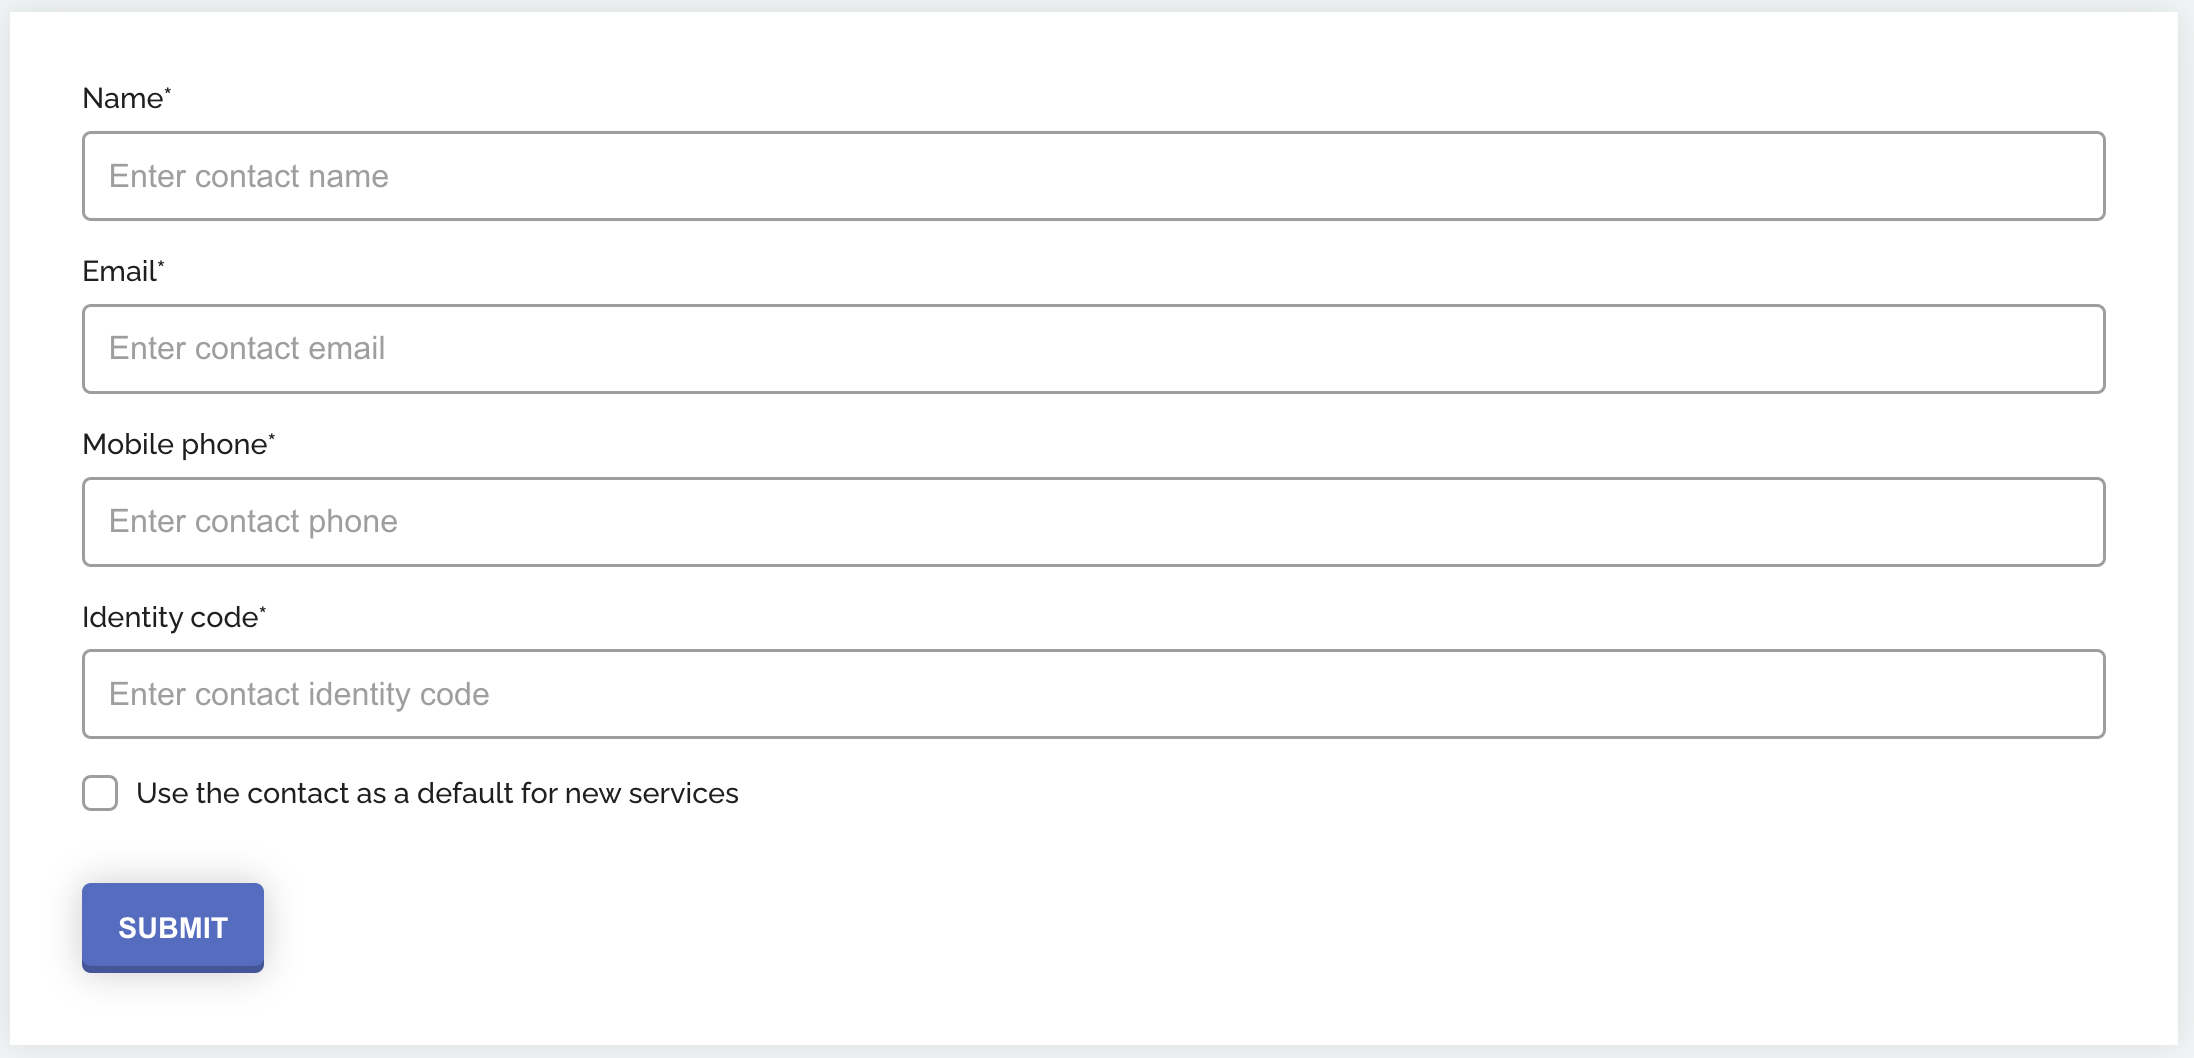 Name*
Enter contact name
Email*
Enter contact email
Mobile phone*
Enter contact phone
Identity code*
Enter contact identity code
Use the contact as a default for new services
SUBMIT